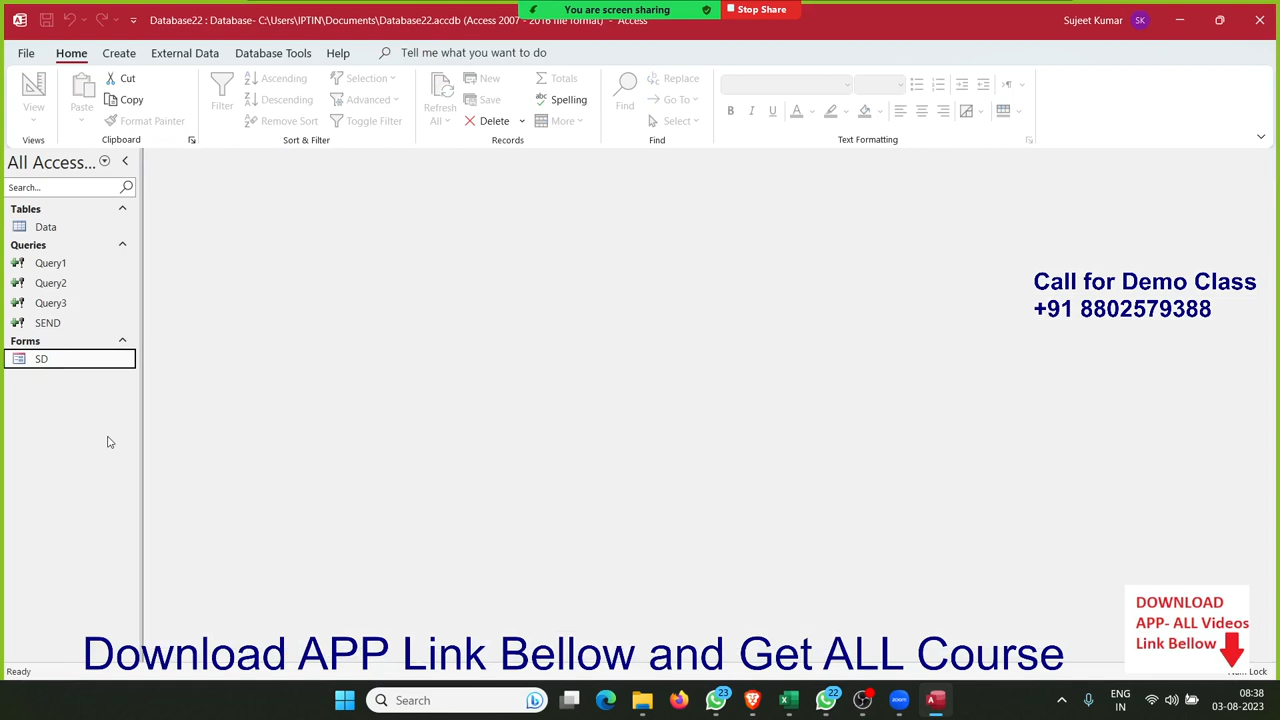 You are screen sharing
Stop Share
Database22 : Database- C:\Users\IPTIN\Documents\Database22.accdb (Access 2007 - 2016 file format) - Access
Sujeet Kumar
SK
File Home Create External Data Database Tools Help Tell me what you want to do
View
Views
Paste
Cut
Copy
Format Painter
Clipboard
Filter
Ascending
Descending
Remove Sort
Selection
Advanced
Toggle Filter
Sort & Filter
Refresh
All
New
Save
Delete
Totals
Spelling
More
Records
Find
Replace
Go To
Select
Find
B I U
Text Formatting
All Access...
Search...
Tables
Data
Queries
Query1
Query2
Query3
SEND
Forms
SD
Call for Demo Class
+91 8802579388
DOWNLOAD
APP- ALL Videos
Link Bellow
Download APP Link Bellow and Get ALL Course
Ready
Num Lock
Search
23
22
ENG
IN
08:38
03-08-2023